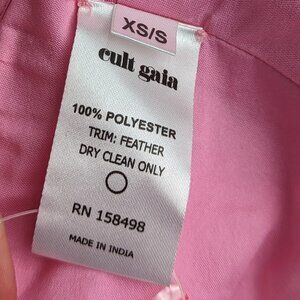 XS/S
cult gaia
100% POLYESTER
TRIM: FEATHER
DRY CLEAN ONLY
RN 158498
MADE IN INDIA